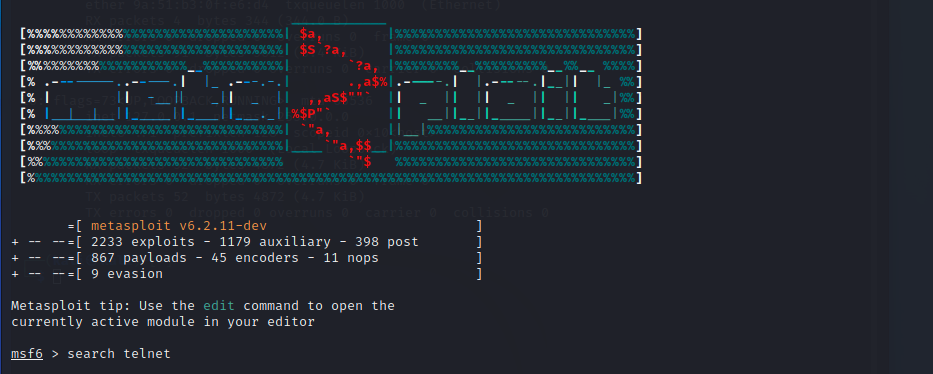 =[ metasploit v6.2.11-dev ]
+ -- --=[ 2233 exploits - 1179 auxiliary - 398 post ]
+ -- --=[ 867 payloads - 45 encoders - 11 nops ]
+ -- --=[ 9 evasion ]
Metasploit tip: Use the edit command to open the
currently active module in your editor
msf6 > search telnet